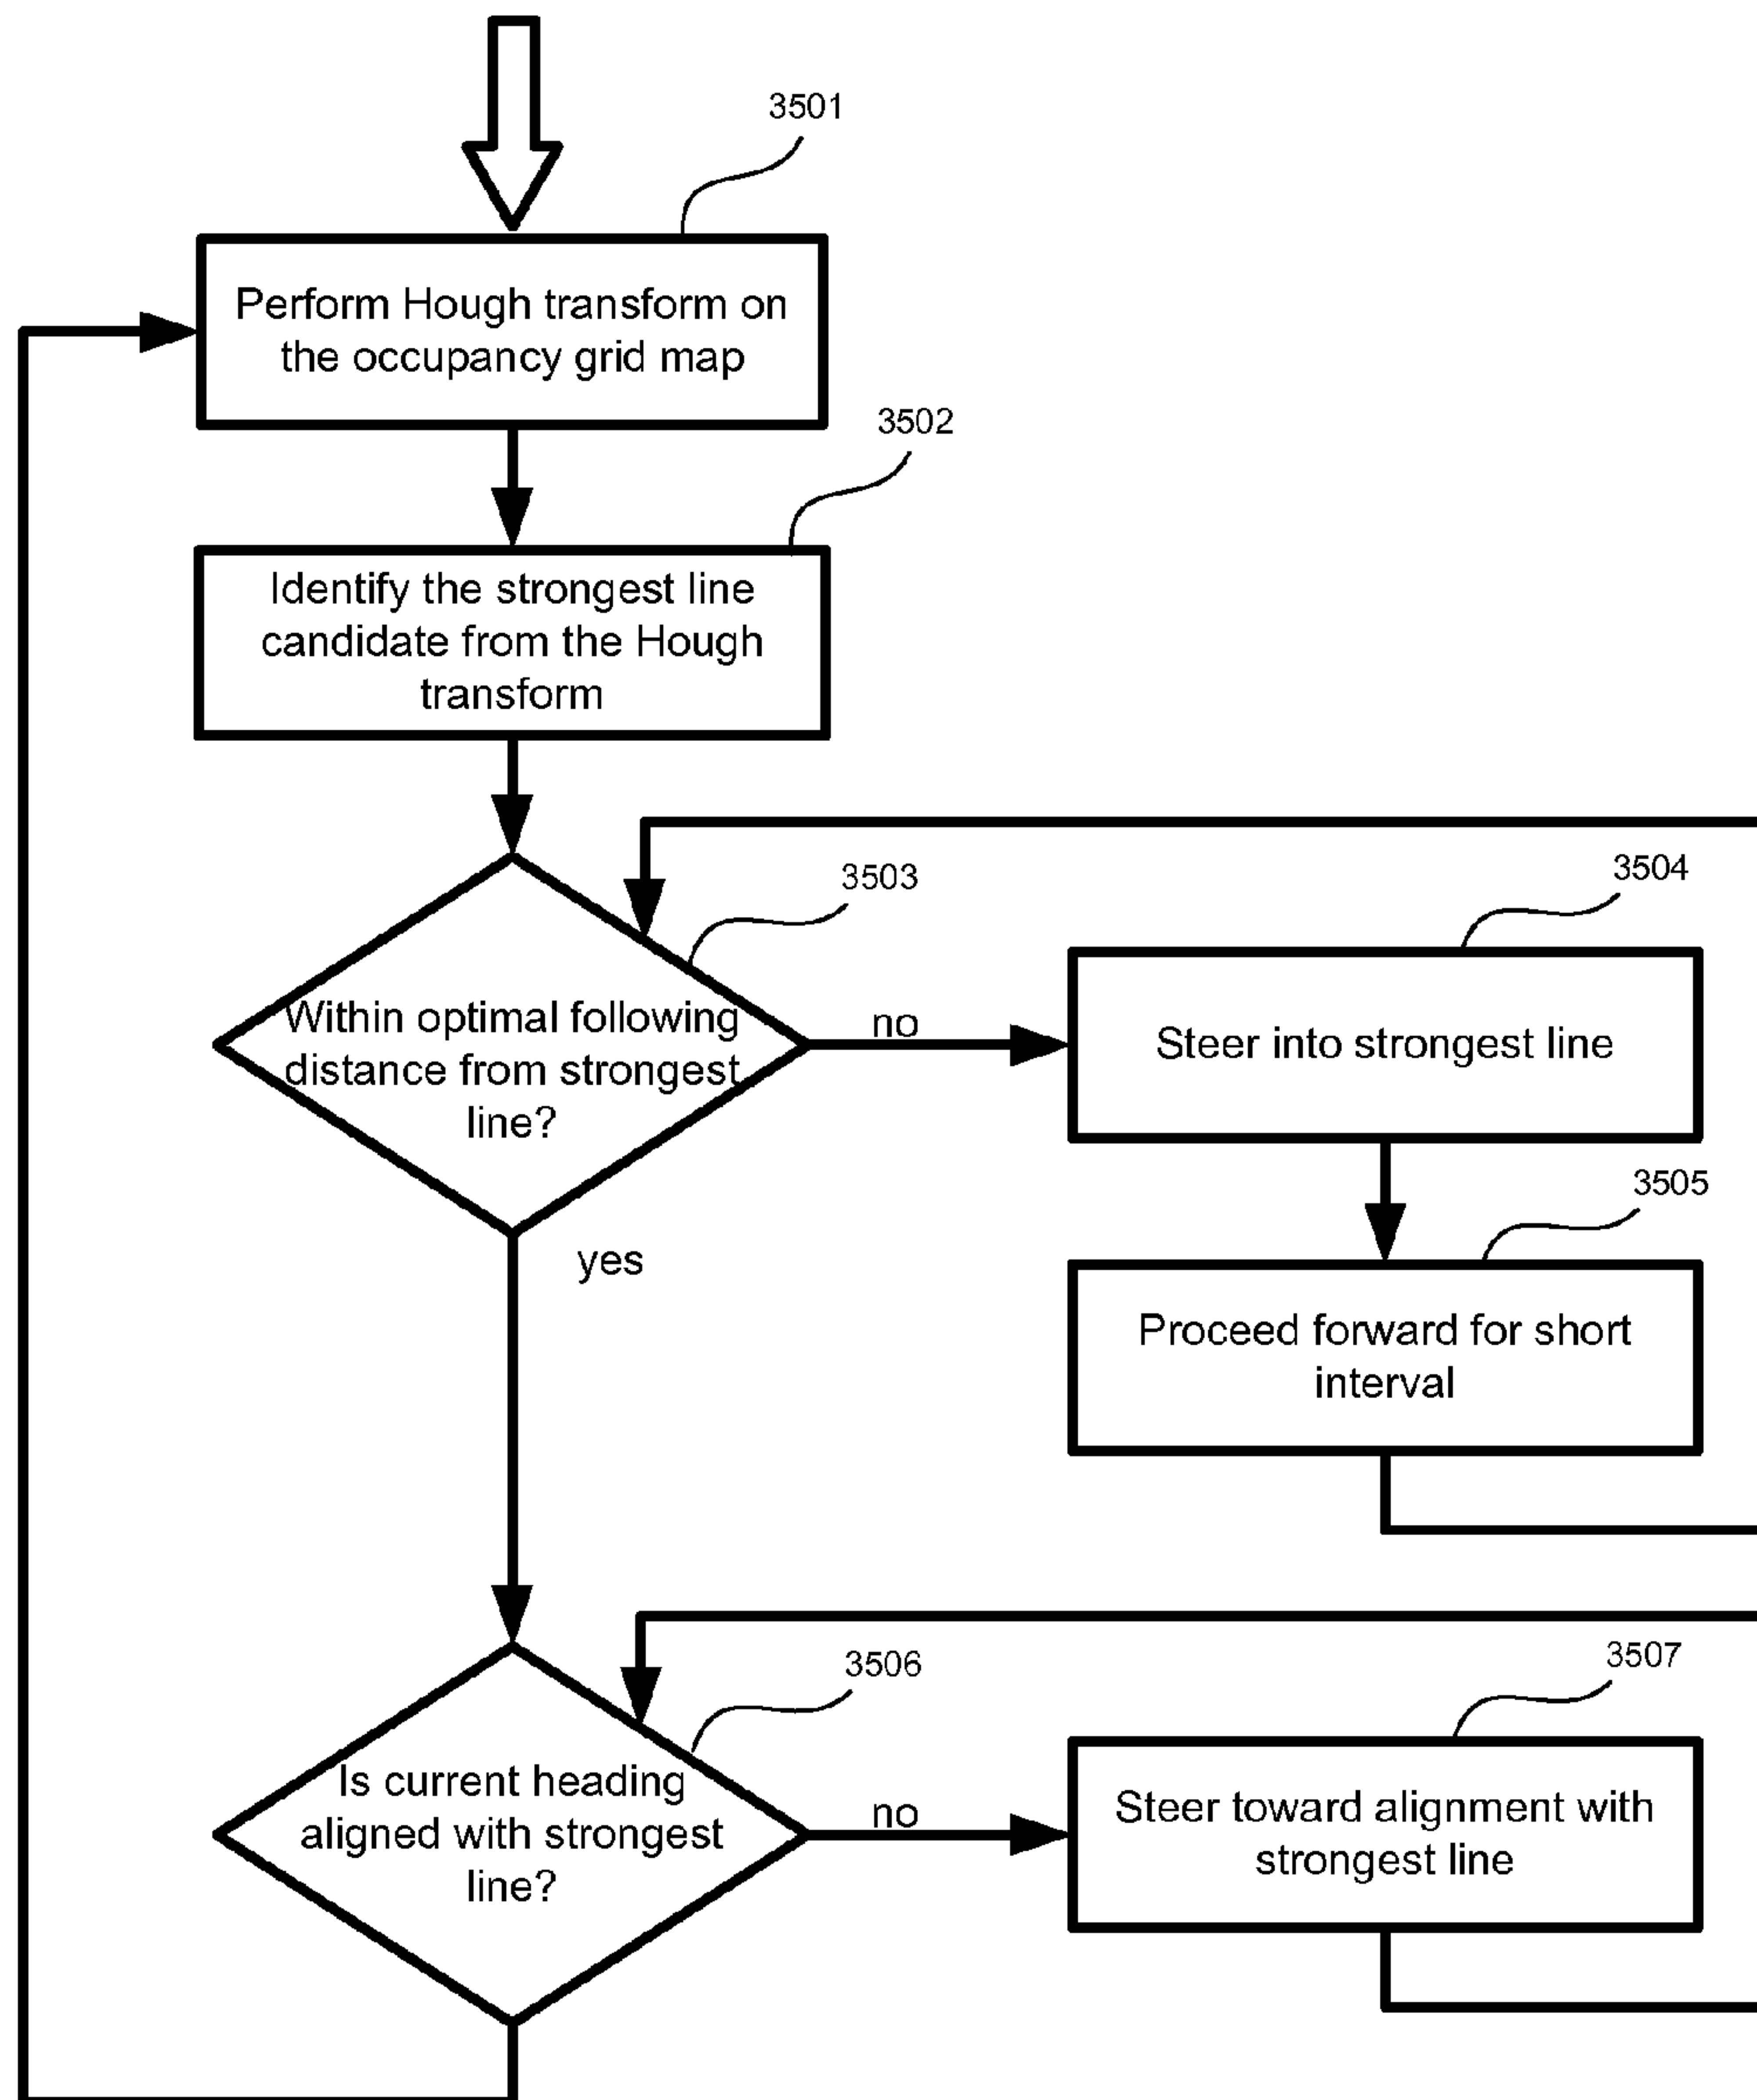 3501
Perform Hough transform on
the occupancy grid map
3502
Identify the strongest line
candidate from the Hough
transform
3503
Within optimal following
distance from strongest
line?
no
yes
3504
Steer into strongest line
3505
Proceed forward for short
interval
3506
Is current heading
aligned with strongest
line?
no
3507
Steer toward alignment with
strongest line